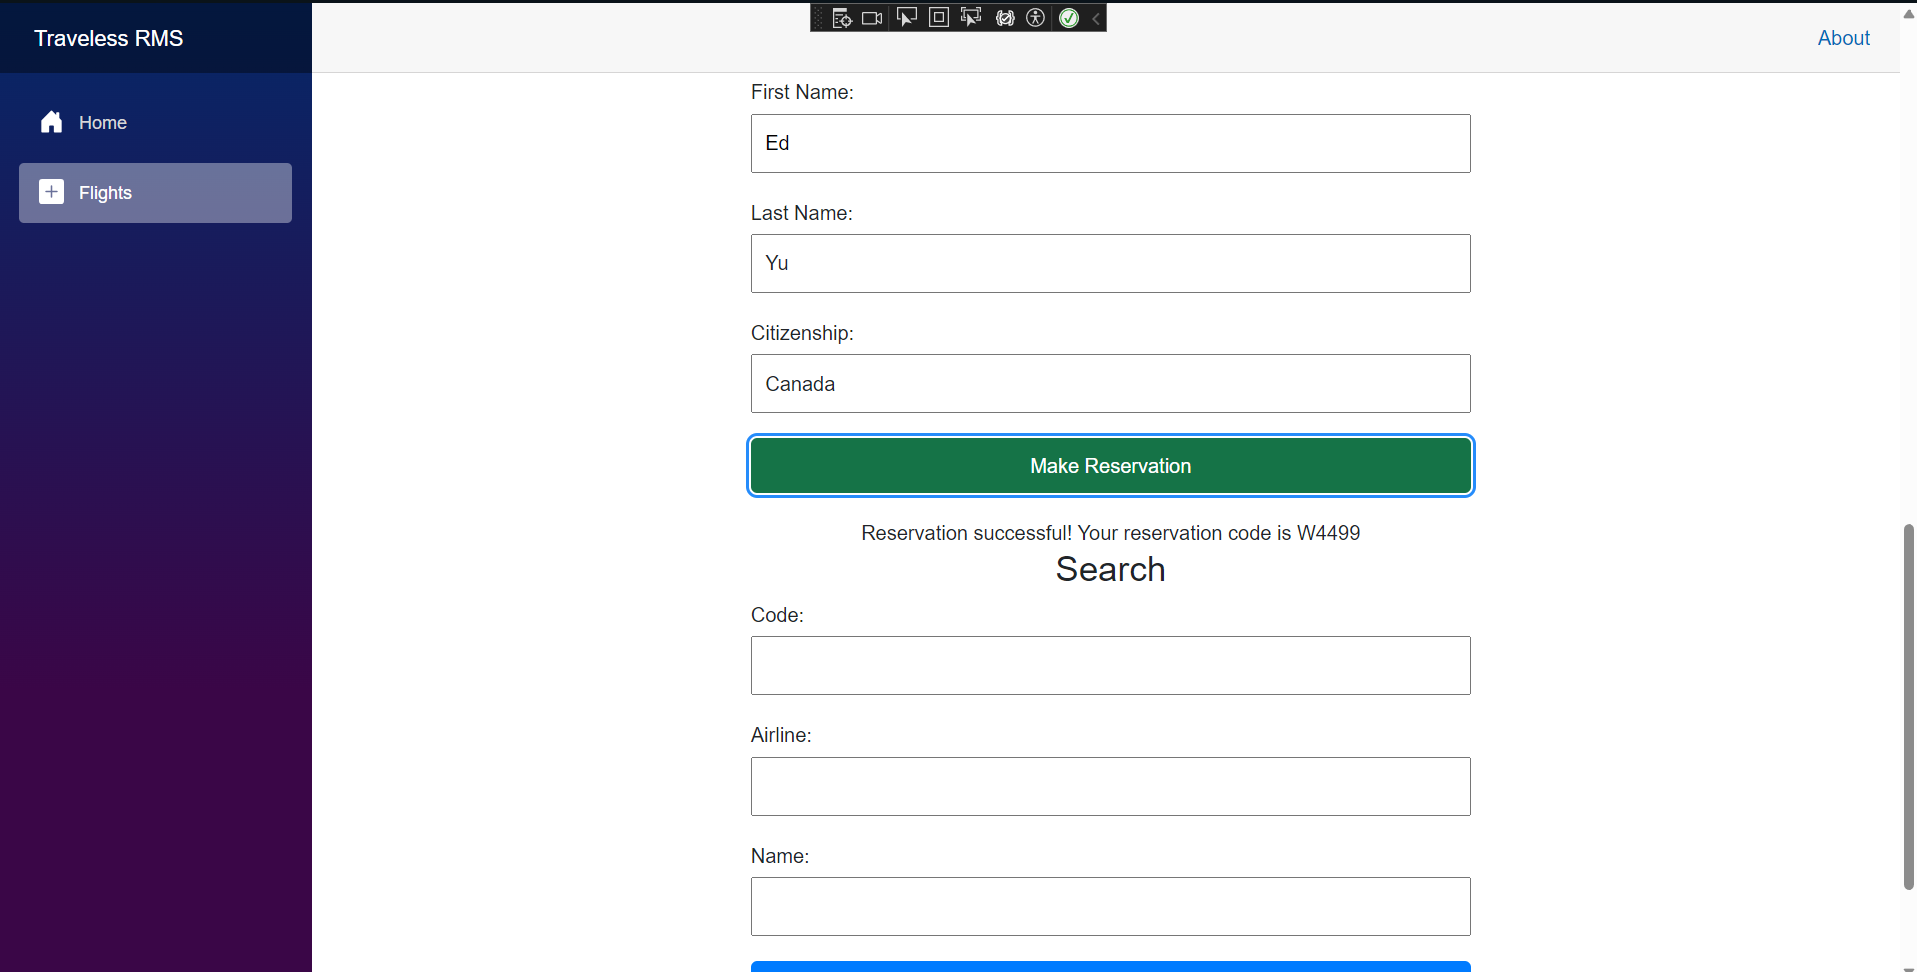 Traveless RMS
About
Home
Flights
First Name:
Ed
Last Name:
Yu
Citizenship:
Canada
Make Reservation
Reservation successful! Your reservation code is W4499
Search
Code:
Airline:
Name: